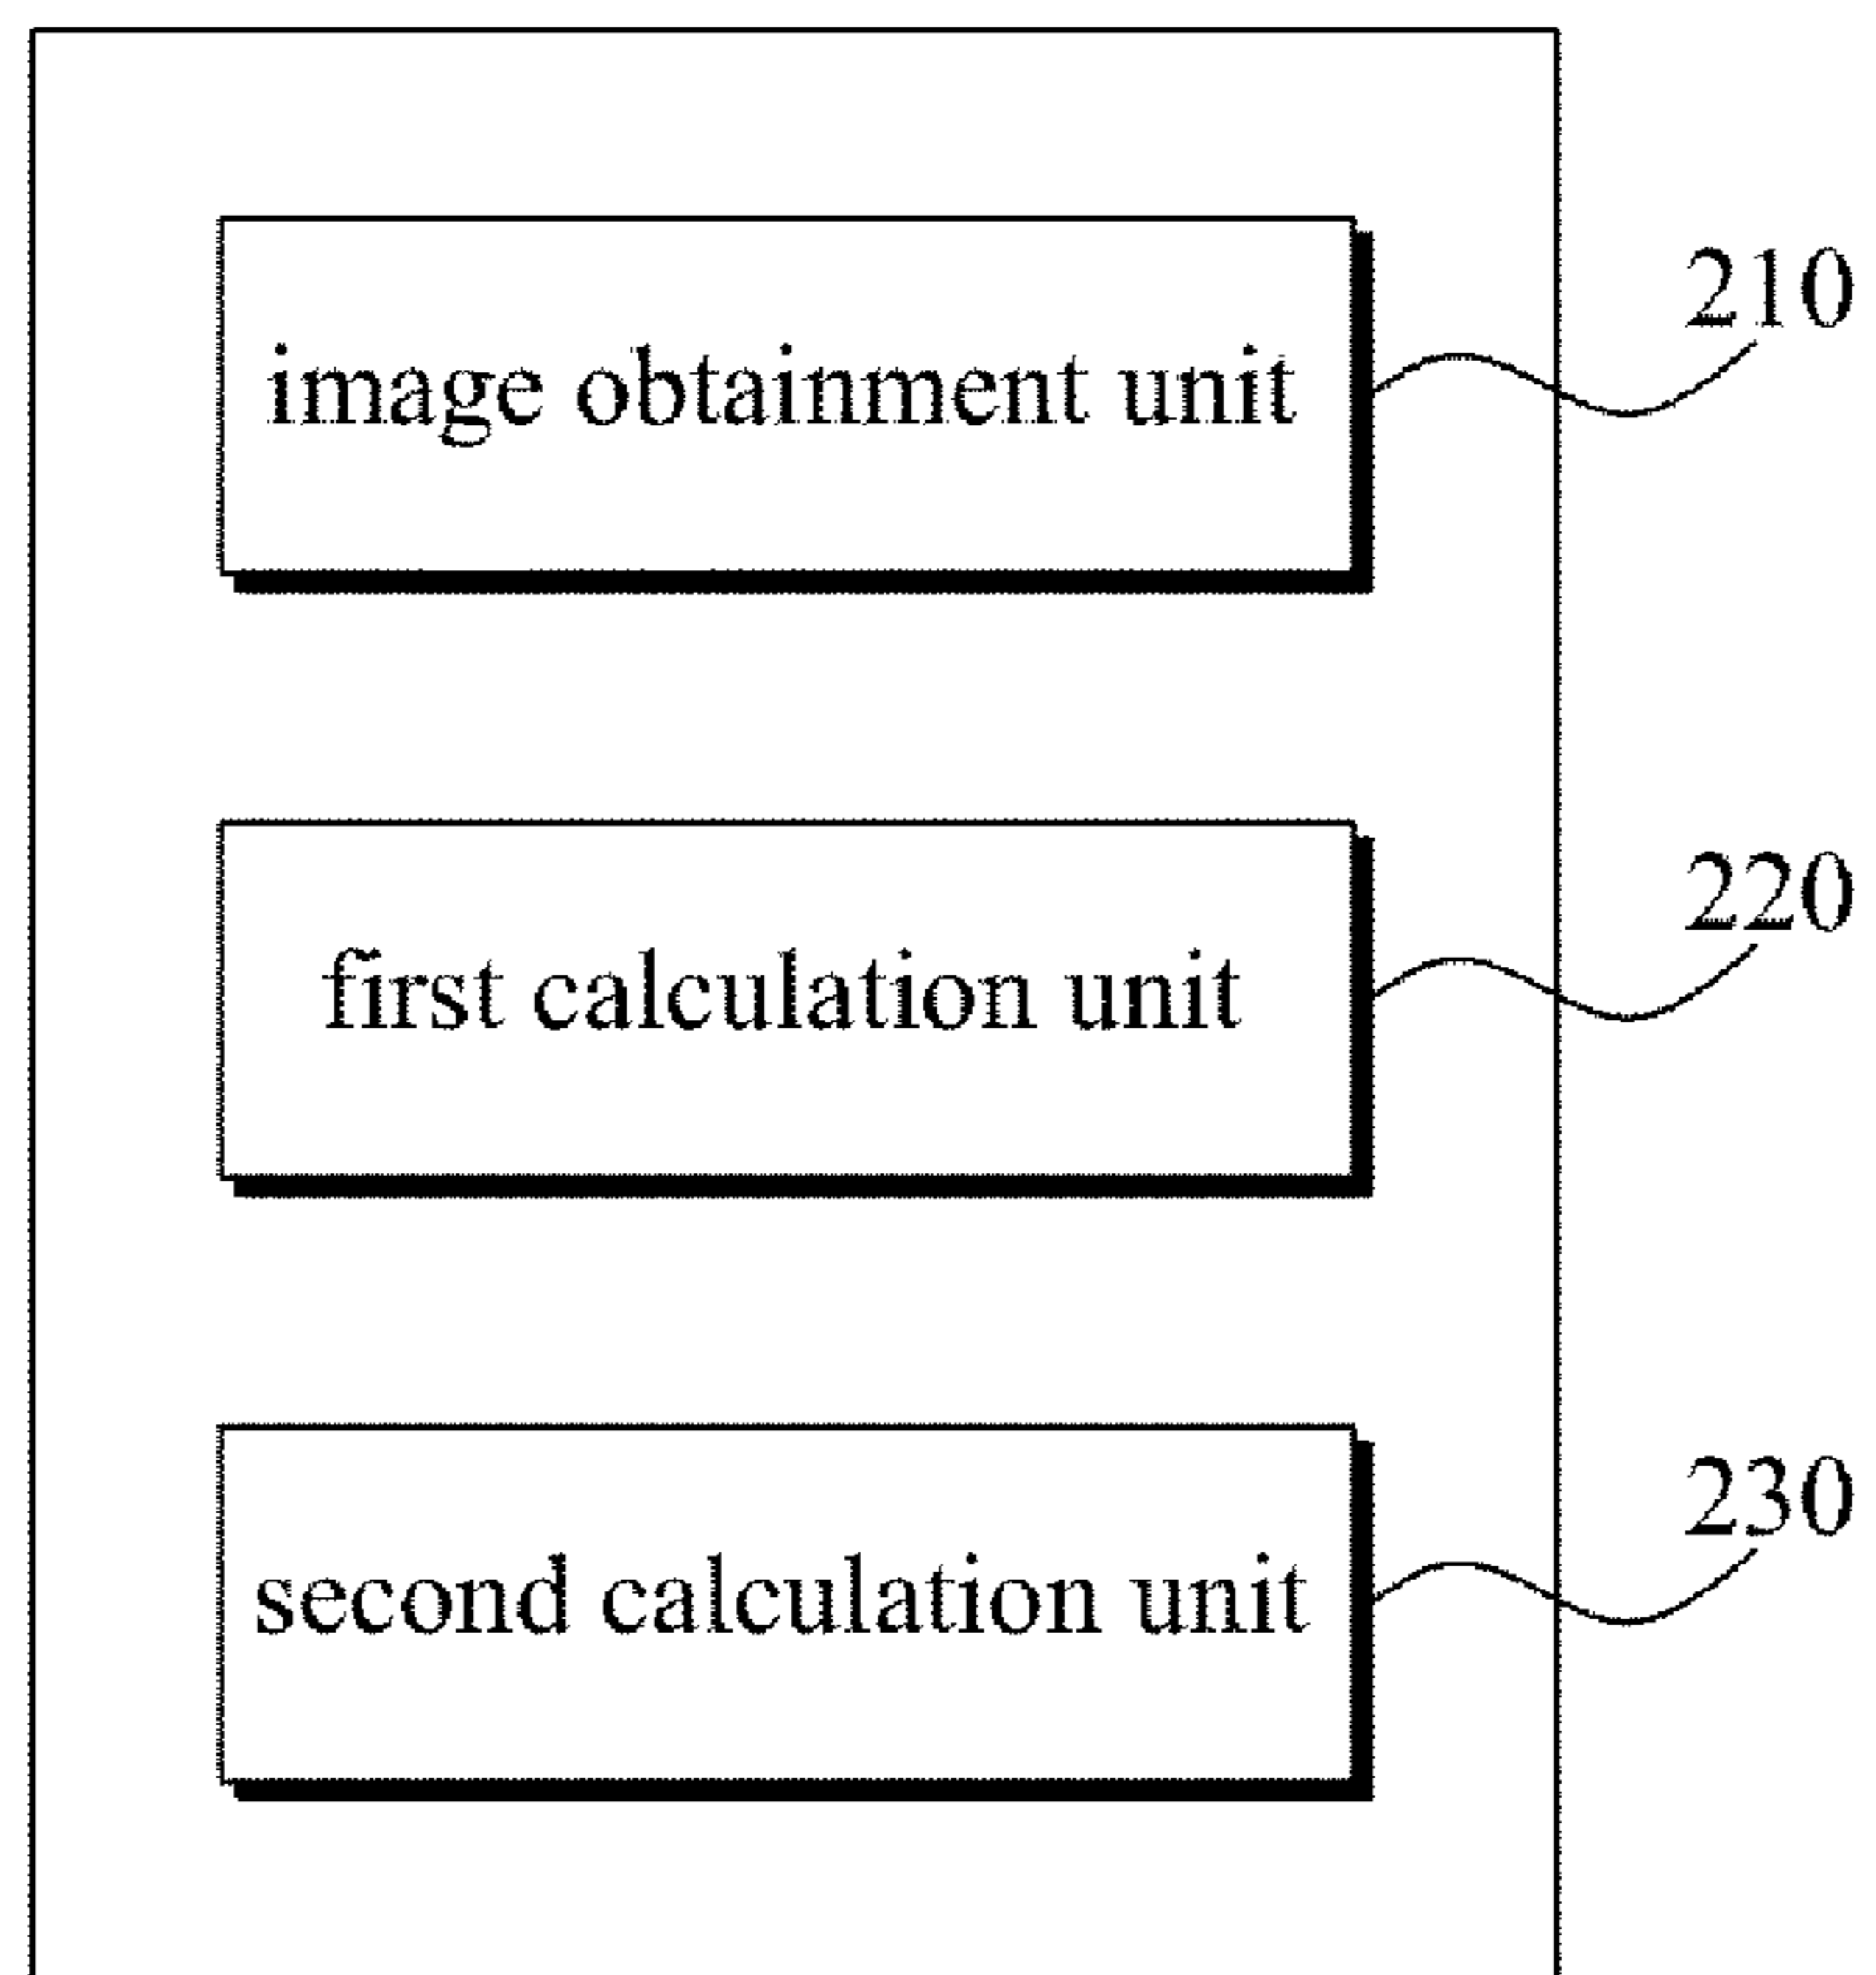 210
image obtainment unit
220
first calculation unit
230
second calculation unit